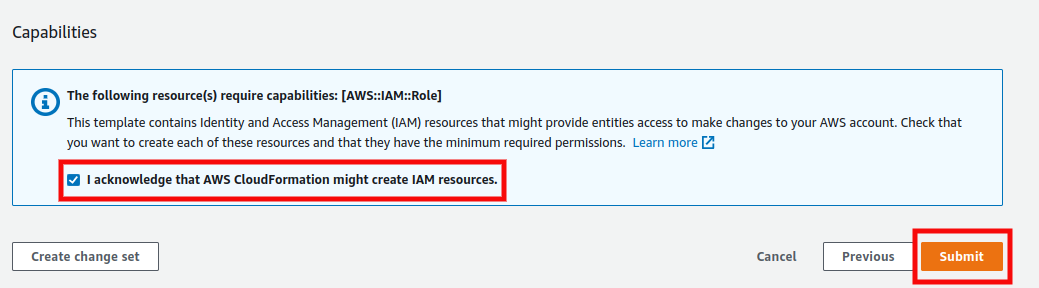 Capabilities
The following resource(s) require capabilities: [AWS::IAM::Role]
This template contains Identity and Access Management (IAM) resources that might provide entities access to make changes to your AWS account. Check that
you want to create each of these resources and that they have the minimum required permissions. Learn more
I acknowledge that AWS CloudFormation might create IAM resources.
Create change set Cancel Previous Submit